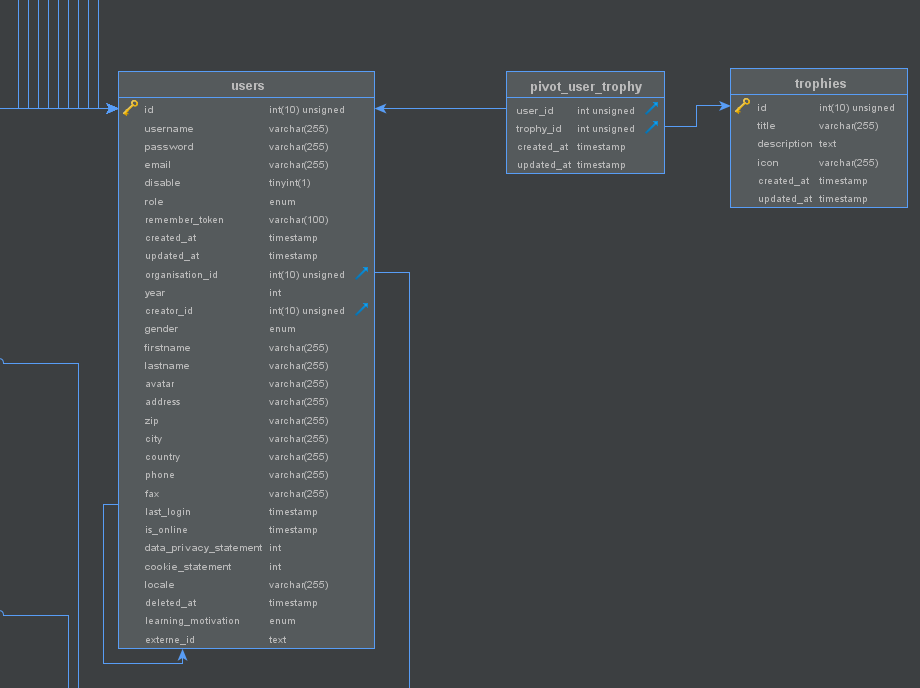 users
id int(10) unsigned
username varchar(255)
password varchar(255)
email varchar(255)
disable tinyint(1)
role enum
remember_token varchar(100)
created_at timestamp
updated_at timestamp
organisation_id int(10) unsigned
year int
creator_id int(10) unsigned
gender enum
firstname varchar(255)
lastname varchar(255)
avatar varchar(255)
address varchar(255)
zip varchar(255)
city varchar(255)
country varchar(255)
phone varchar(255)
fax varchar(255)
last_login timestamp
is_online timestamp
data_privacy_statement int
cookie_statement int
locale varchar(255)
deleted_at timestamp
learning_motivation enum
externe_id text
pivot_user_trophy
user_id int unsigned
trophy_id int unsigned
created_at timestamp
updated_at timestamp
trophies
id int(10) unsigned
title varchar(255)
description text
icon varchar(255)
created_at timestamp
updated_at timestamp